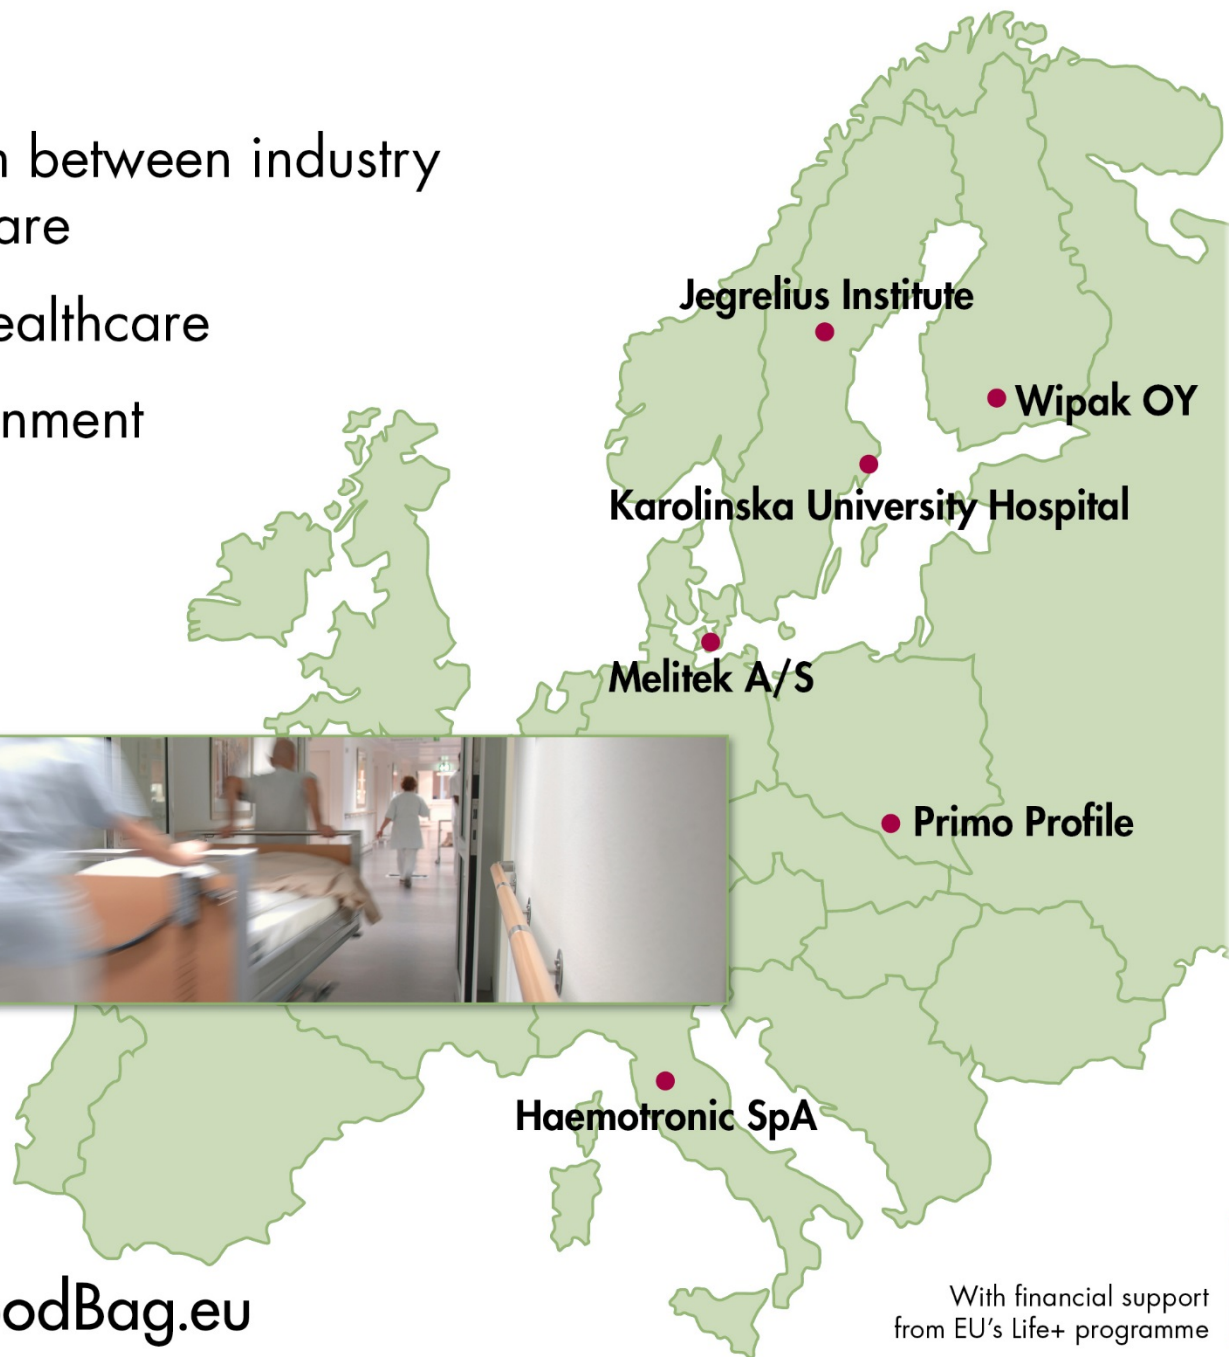 n between industry
are
ealthcare
nment
Jegrelius Institute
Wipak OY
Karolinska University Hospital
Melitek A/S
Primo Profile
Haemotronic SpA
odBag.eu
With financial support
from EU's Life+ programme